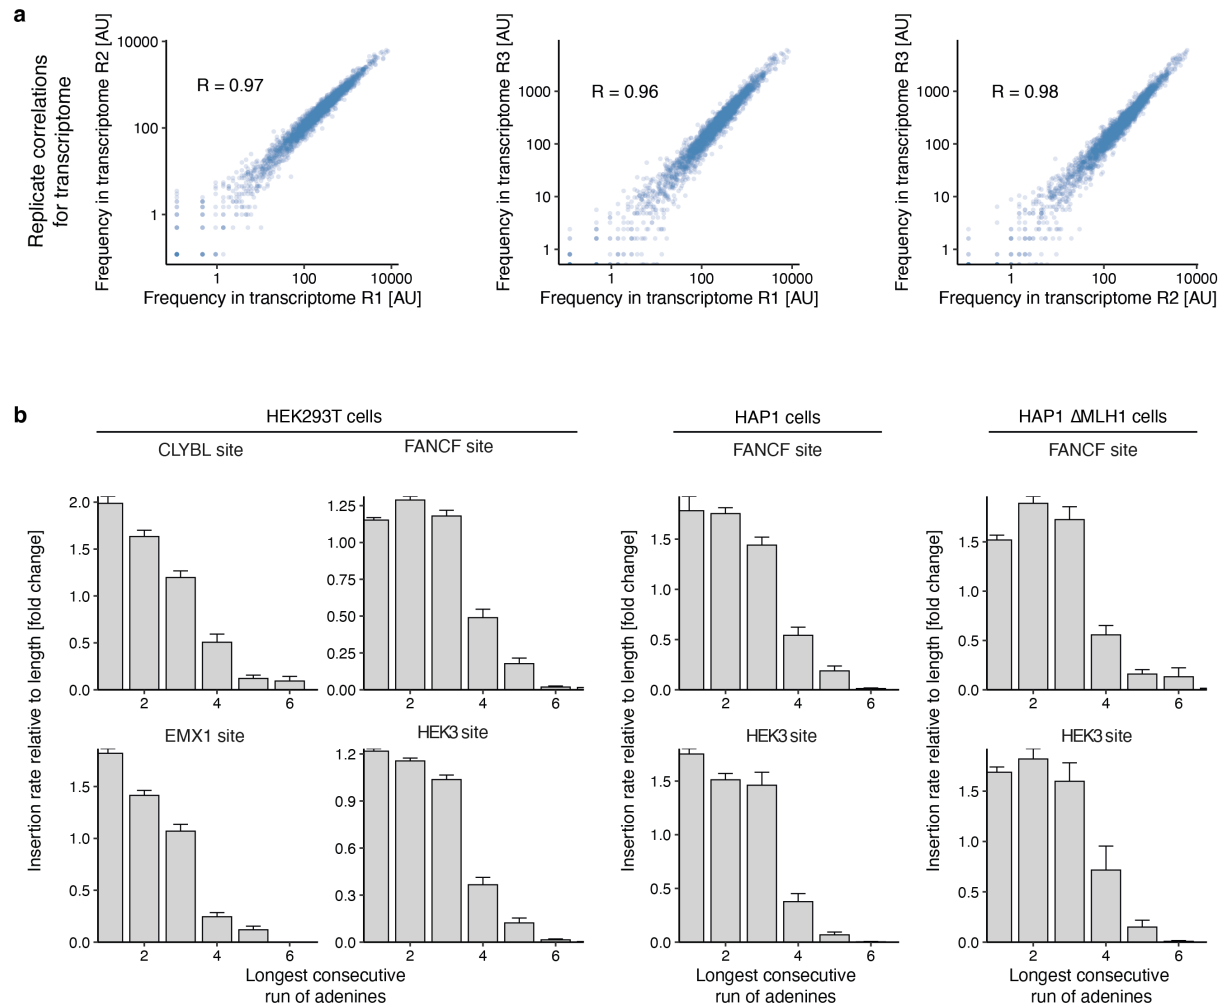 a
Replicate correlations
for transcriptome
Frequency in transcriptome R2 [AU]
10000
100
1
R = 0.97
1
100
10000
Frequency in transcriptome R1 [AU]
Frequency in transcriptome R3 [AU]
1000
100
10
1
R = 0.96
1
100
10000
Frequency in transcriptome R1 [AU]
Frequency in transcriptome R3 [AU]
1000
100
10
1
R = 0.98
1
100
10000
Frequency in transcriptome R2 [AU]
b
HEK293T cells
HAP1 cells
HAP1 ΔMLH1 cells
CLYBL site
FANCF site
FANCF site
FANCF site
Insertion rate relative to length [fold change]
2.0
1.5
1.0
0.5
0.0
2
4
6
1.25
1.00
0.75
0.50
0.25
0.00
2
4
6
Insertion rate relative to length [fold change]
1.5
1.0
0.5
0.0
2
4
6
Insertion rate relative to length [fold change]
1.5
1.0
0.5
0.0
2
4
6
EMX1 site
HEK3 site
HEK3 site
HEK3 site
1.5
1.0
0.5
0.0
2
4
6
1.2
0.9
0.6
0.3
0.0
2
4
6
1.5
1.0
0.5
0.0
2
4
6
1.5
1.0
0.5
0.0
2
4
6
Longest consecutive
run of adenines
Longest consecutive
run of adenines
Longest consecutive
run of adenines